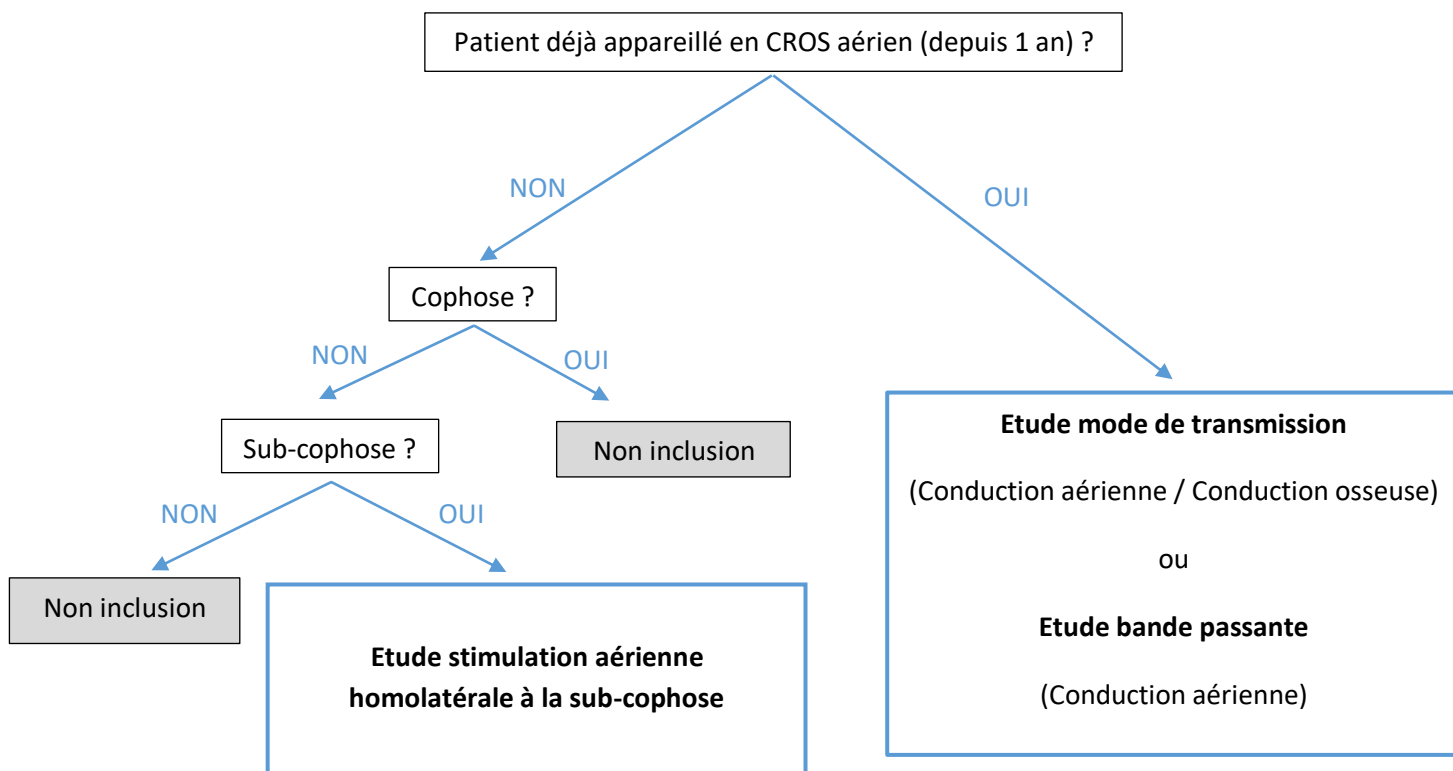 Patient déjà appareillé en CROS aérien (depuis 1 an) ?
NON
OUI
Cophose ?
NON
OUI
Sub-cophose ?
Non inclusion
NON
OUI
Non inclusion
Etude stimulation aérienne
homolatérale à la sub-cophose
Etude mode de transmission
(Conduction aérienne / Conduction osseuse)
ou
Etude bande passante
(Conduction aérienne)